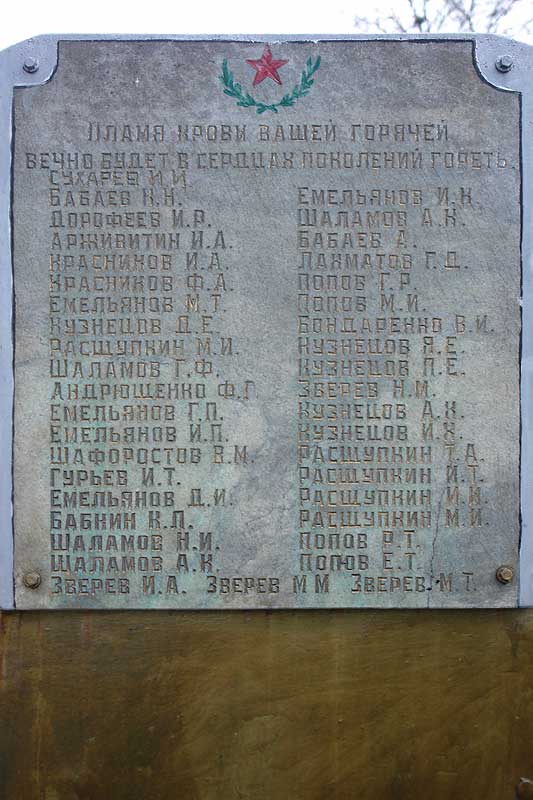 Пламя крови вашей горячей
вечно будет в сердцах поколений гореть.
Сухарев И.И
Бабаев К.Н.
Дорофеев И.Р.
Арживитин И.А.
Красников И.А.
Красников Ф.А.
Емельянов М.Т.
Кузнецов Д.Е.
Расщупкин М.И.
Шаламов Г.Ф.
Андрющенко Ф.Г
Емельянов Г.П.
Емельянов И.П.
Шафоростов В.М.
Гурьев И.Т.
Емельянов Д.И.
Бабнин К.П.
Шаламов Н.И.
Шаламов А.К.
Емельянов И.К.
Шаламов А.К.
Бабаев А.
Лахматов Г.Д.
Попов Г.Р.
Попов М.И.
Бондаренко В.И.
Кузнецов Я.Е.
Кузнецов П.Е.
Зверев Н.М.
Кузнецов А.Х.
Кузнецов И.Х.
Расщупкин Т.А.
Расщупкин И.Т.
Расщупкин И.И.
Расщупкин М.И.
Попов Р.Т.
Попов Е.Т.
Зверев И.А. Зверев М М Зверев М.Т.